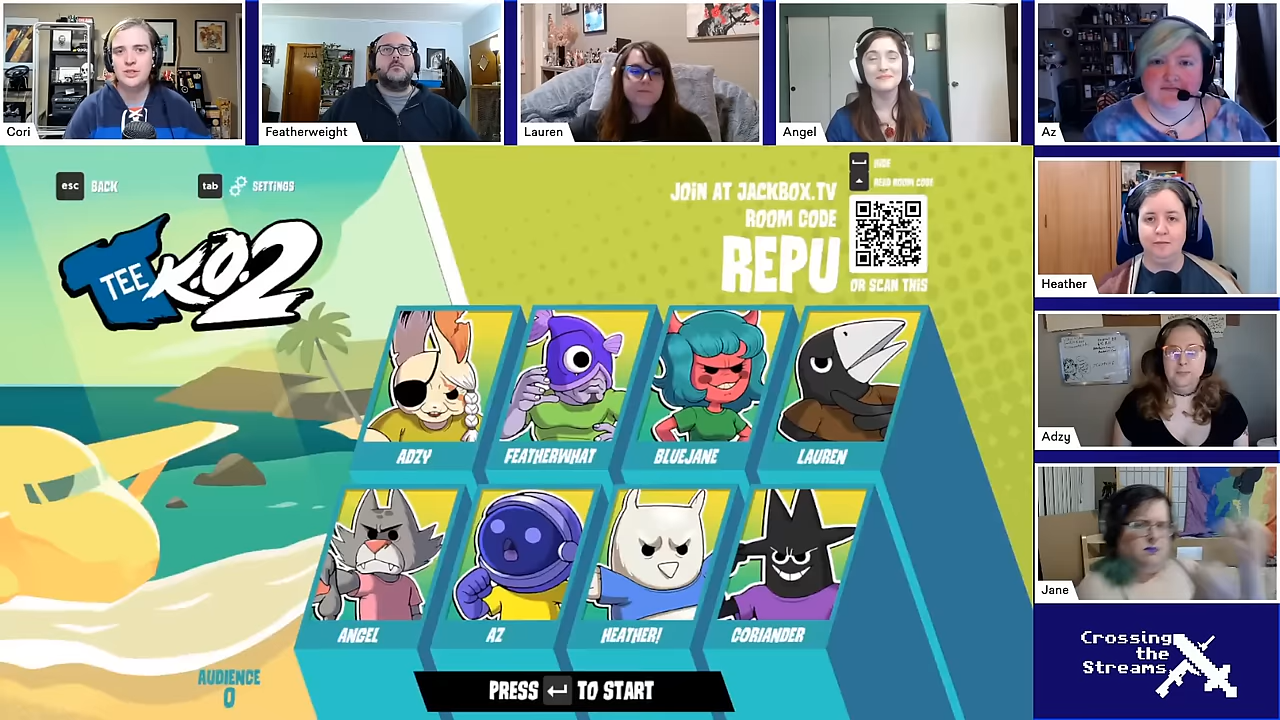 Cori
Featherweight
Lauren
Angel
Az
esc BACK
tab SETTINGS
TEE K.O.2
HIDE
READ ROOM CODE
JOIN AT JACKBOX.TV
ROOM CODE
REPU
OR SCAN THIS
Heather
Adzy
Jane
ADZY
FEATHERWHAT
BLUEJANE
LAUREN
ANGEL
AZ
HEATHER!
CORIANDER
AUDIENCE
0
PRESS TO START
Crossing
the
Streams